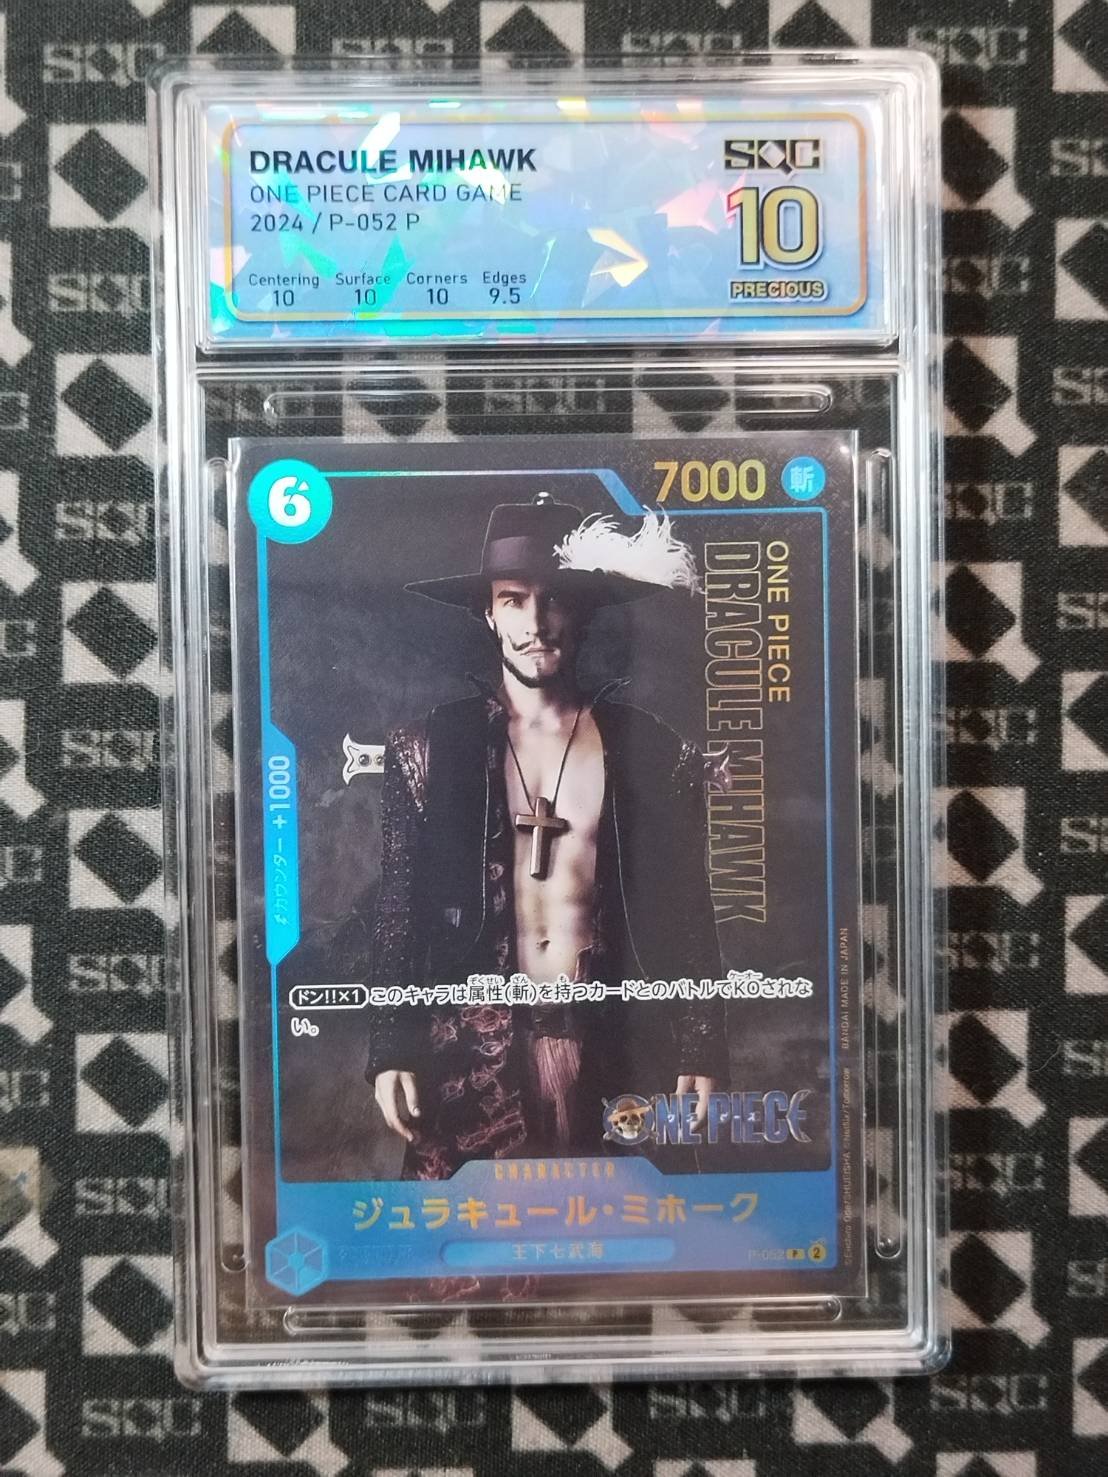 DRACULE MIHAWK
ONE PIECE CARD GAME
2024 / P-052 P
Centering Surface Corners Edges
10 10 10 9.5
SQC
10
PRECIOUS
6
7000
斬
ONE PIECE
DRACULE MIHAWK
カウンター +1000
ドン!!×1 このキャラは属性(斬)を持つカードとのバトルでKOされな
い。
ONE PIECE
CHARACTER
ジュラキュール・ミホーク
王下七武海
P-052 P 2
BANDAI MADE IN JAPAN